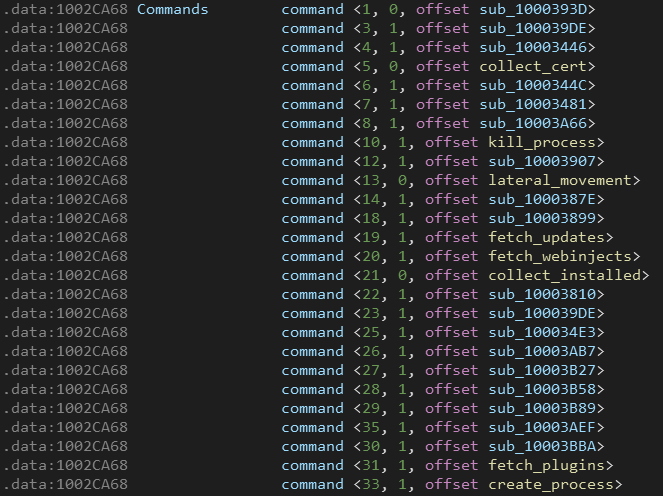 .data:1002CA68 Commands command <1, 0, offset sub_1000393D>
.data:1002CA68 command <3, 1, offset sub_100039DE>
.data:1002CA68 command <4, 1, offset sub_10003446>
.data:1002CA68 command <5, 0, offset collect_cert>
.data:1002CA68 command <6, 1, offset sub_1000344C>
.data:1002CA68 command <7, 1, offset sub_10003481>
.data:1002CA68 command <8, 1, offset sub_10003A66>
.data:1002CA68 command <10, 1, offset kill_process>
.data:1002CA68 command <12, 1, offset sub_10003907>
.data:1002CA68 command <13, 0, offset lateral_movement>
.data:1002CA68 command <14, 1, offset sub_1000387E>
.data:1002CA68 command <18, 1, offset sub_10003899>
.data:1002CA68 command <19, 1, offset fetch_updates>
.data:1002CA68 command <20, 1, offset fetch_webinjects>
.data:1002CA68 command <21, 0, offset collect_installed>
.data:1002CA68 command <22, 1, offset sub_10003810>
.data:1002CA68 command <23, 1, offset sub_100039DE>
.data:1002CA68 command <25, 1, offset sub_100034E3>
.data:1002CA68 command <26, 1, offset sub_10003AB7>
.data:1002CA68 command <27, 1, offset sub_10003B27>
.data:1002CA68 command <28, 1, offset sub_10003B58>
.data:1002CA68 command <29, 1, offset sub_10003B89>
.data:1002CA68 command <35, 1, offset sub_10003AEF>
.data:1002CA68 command <30, 1, offset sub_10003BBA>
.data:1002CA68 command <31, 1, offset fetch_plugins>
.data:1002CA68 command <33, 1, offset create_process>